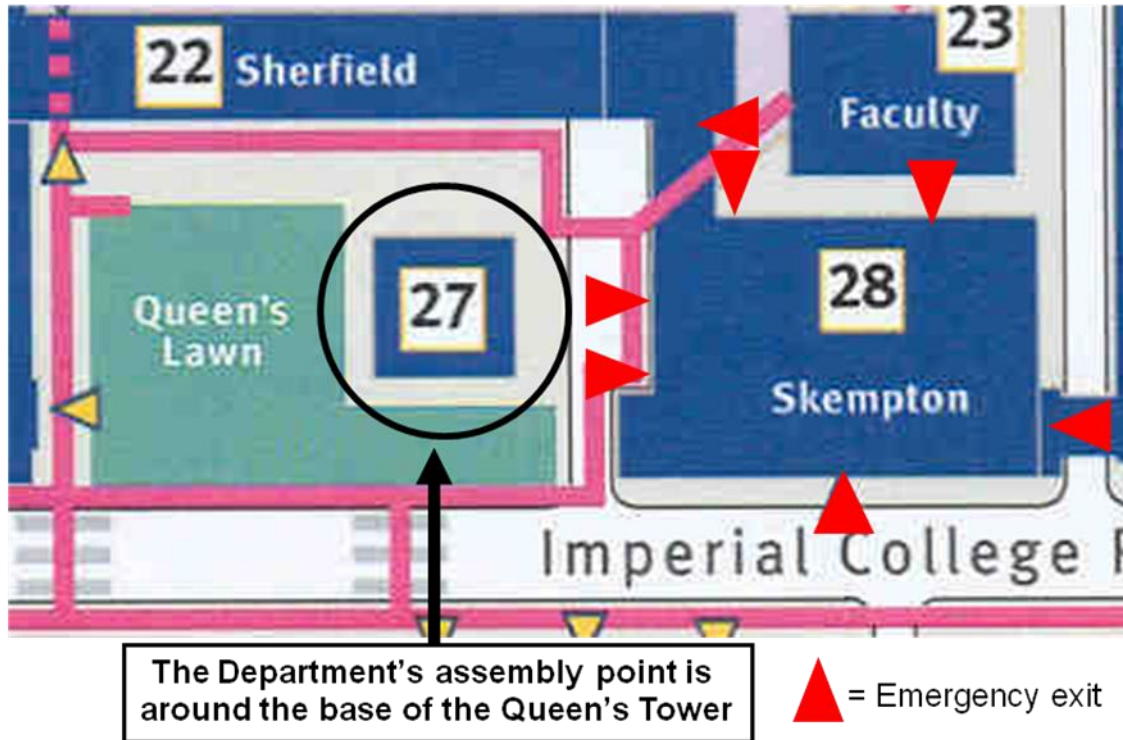 22 Sherfield
23
Faculty
Queen's
Lawn
27
28
Skempton
Imperial College
The Department's assembly point is
around the base of the Queen's Tower
= Emergency exit